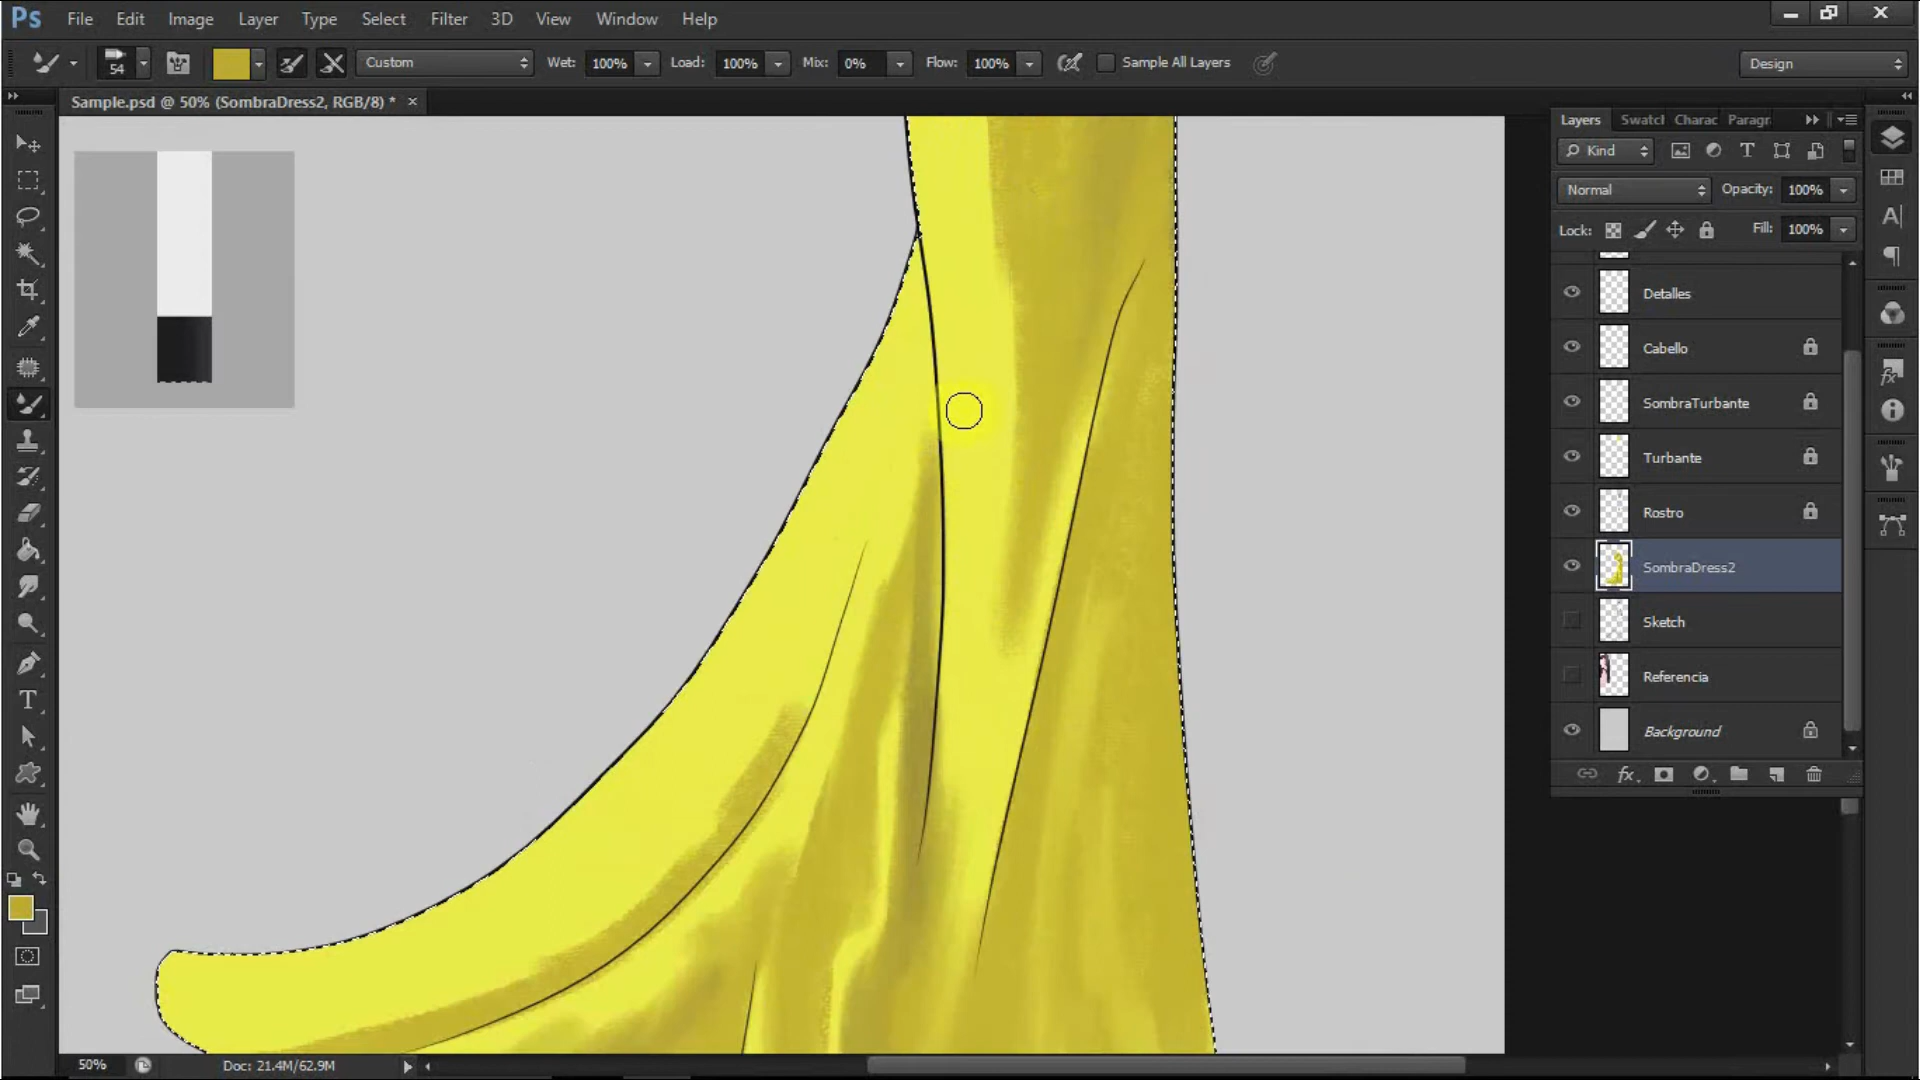 Ps File Edit Image Layer Type Select Filter 3D View Window Help
54 Custom Wet: 100% Load: 100% Mix: 0% Flow: 100% Sample All Layers Design
Sample.psd @ 50% (SombraDress2, RGB/8) *
Layers Swatch Charac Paragr
Kind
Normal Opacity: 100%
Lock: Fill: 100%
Detalles
Cabello
SombraTurbante
Turbante
Rostro
SombraDress2
Sketch
Referencia
Background
fx
50% Doc: 21.4M/62.9M